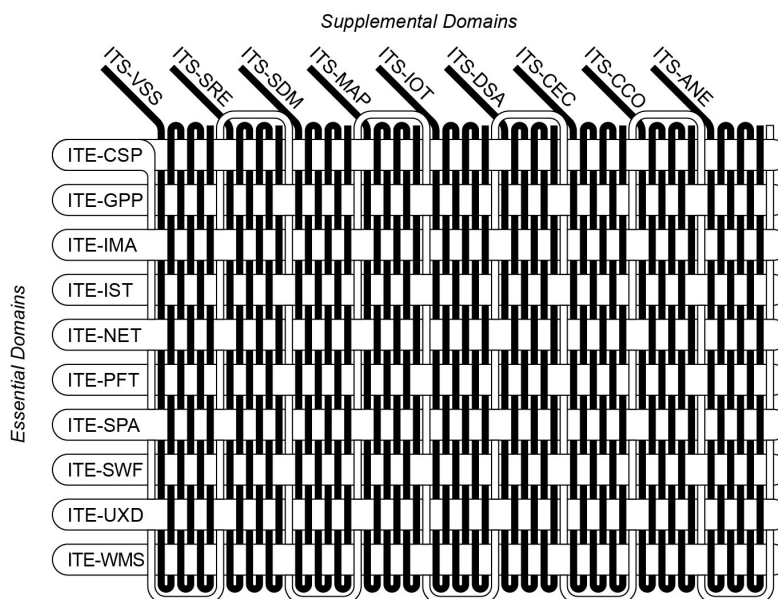 Supplemental Domains
ITS-VSS
ITS-SRE
ITS-SDM
ITS-MAP
ITS-IOT
ITS-DSA
ITS-CEC
ITS-CCO
ITS-ANE
Essential Domains
ITE-CSP
ITE-GPP
ITE-IMA
ITE-IST
ITE-NET
ITE-PFT
ITE-SPA
ITE-SWF
ITE-UXD
ITE-WMS